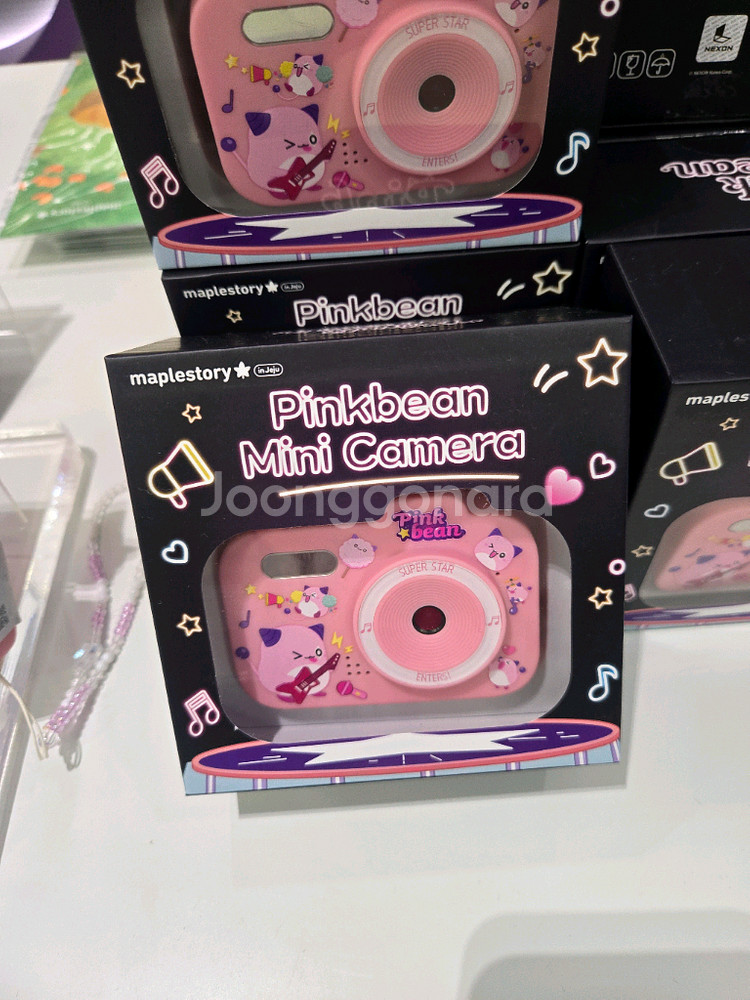 SUPER STAR
ENTERS!
NEXON
maplestory in Jeju
Pinkbean
maplestory in Jeju
Pinkbean
Mini Camera
Joonggonara
Pink
bean
SUPER STAR
ENTERS!
maples